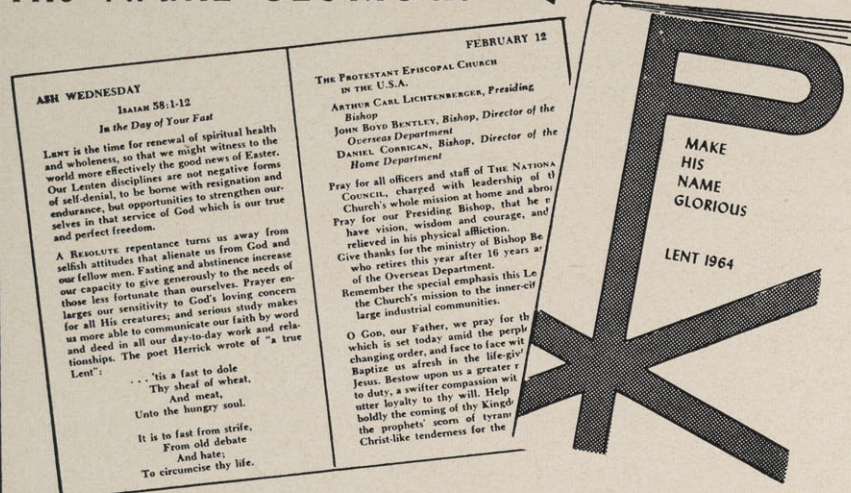 ASH WEDNESDAY
ISAIAH 58:1-12
In the Day of Your Fast
LENT is the time for renewal of spiritual health
and wholeness, so that we might witness to the
world more effectively the good news of Easter.
Our Lenten disciplines are not negative forms
of self-denial, to be borne with resignation and
endurance, but opportunities to strengthen our-
selves in that service of God which is our true
and perfect freedom.
A RESOLUTE repentance turns us away from
selfish attitudes that alienate us from God and
our fellow men. Fasting and abstinence increase
our capacity to give generously to the needs of
those less fortunate than ourselves. Prayer en-
larges our sensitivity to God's loving concern
for all His creatures; and serious study makes
us more able to communicate our faith by word
and deed in all our day-to-day work and rela-
tionships. The poet Herrick wrote of "a true
Lent":
. . . 'tis a fast to dole
Thy sheaf of wheat,
And meat,
Unto the hungry soul.
It is to fast from strife,
From old debate
And hate;
To circumcise thy life.
FEBRUARY 12
THE PROTESTANT EPISCOPAL CHURCH
IN THE U.S.A.
ARTHUR CARL LICHTENBERGER, Presiding
Bishop
JOHN BOYD BENTLEY, Bishop, Director of the
Overseas Department
DANIEL CORRIGAN, Bishop, Director of the
Home Department
Pray for all officers and staff of THE NATIONA
COUNCIL, charged with leadership of
Church's whole mission at home and
Pray for our Presiding Bishop, that he
have vision, wisdom and courage, and
relieved in his physical affliction.
Give thanks for the ministry of Bishop Be
who retires this year after 16 years
of the Overseas Department.
Remember the special emphasis this Le
the Church's mission to the inner-cit
large industrial communities.
O GOD, our Father, we pray for
which is set today amid the
changing order, and face to face
Baptize us afresh in the
Jesus. Bestow upon us a greater
to duty, a swifter compassion
utter loyalty to thy will. Help
boldly the coming of thy
the prophets' scorn of
Christ-like tenderness for the
MAKE
HIS
NAME
GLORIOUS
LENT 1964